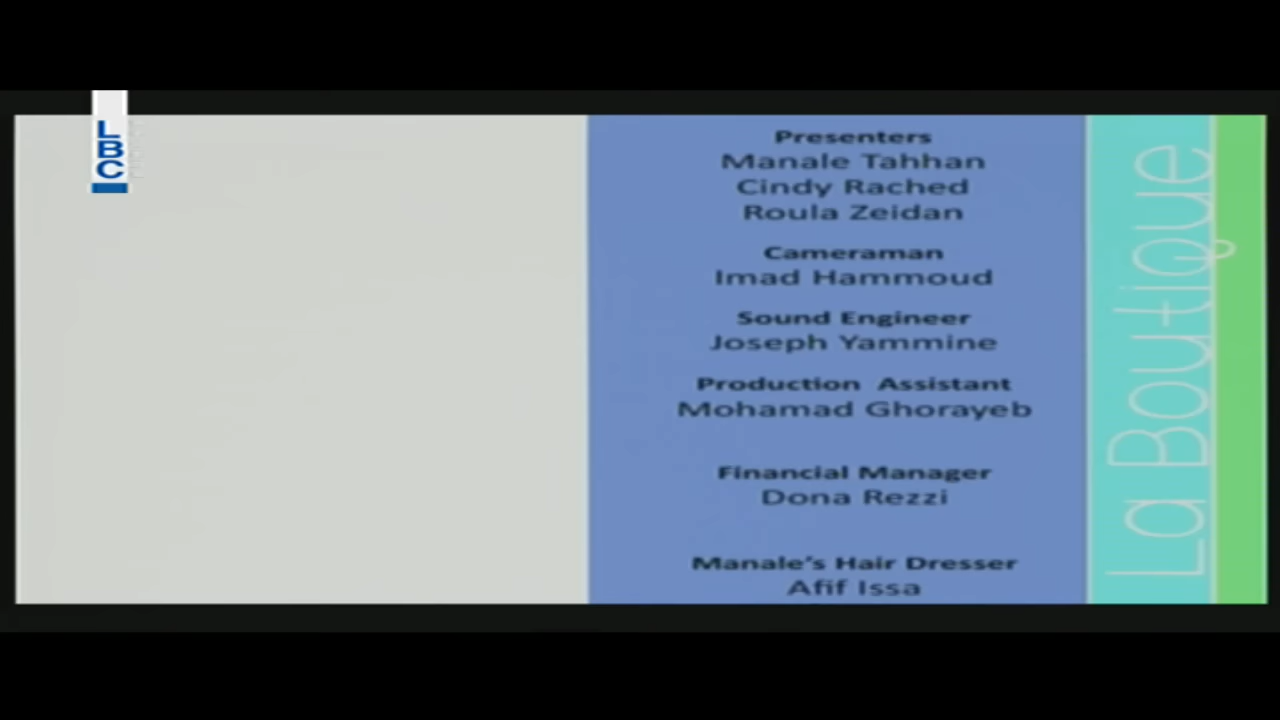 LBC
Presenters
Manale Tahhan
Cindy Rached
Roula Zeidan
Cameraman
Imad Hammoud
Sound Engineer
Joseph Yammine
Production Assistant
Mohamad Ghorayeb
Financial Manager
Dona Rezzi
Manale's Hair Dresser
Afif Issa
La Boutique